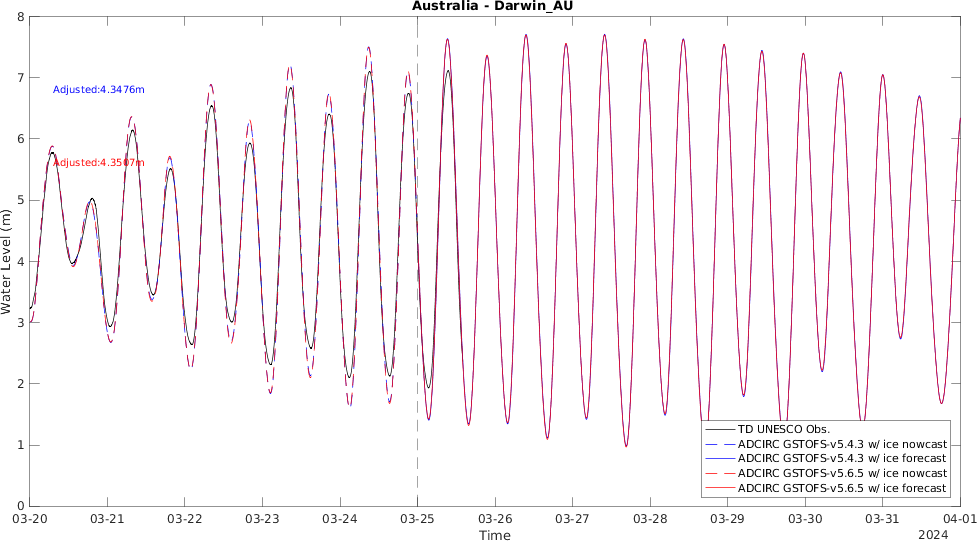 Australia - Darwin_AU
8
7
6
5
4
3
2
1
0
Water Level (m)
Adjusted:4.3476m
Adjusted:4.3507m
TD UNESCO Obs.
ADCIRC GSTOFS-v5.4.3 w/ ice nowcast
ADCIRC GSTOFS-v5.4.3 w/ ice forecast
ADCIRC GSTOFS-v5.6.5 w/ ice nowcast
ADCIRC GSTOFS-v5.6.5 w/ ice forecast
03-20 03-21 03-22 03-23 03-24 03-25 03-26 03-27 03-28 03-29 03-30 03-31 04-01
Time
2024